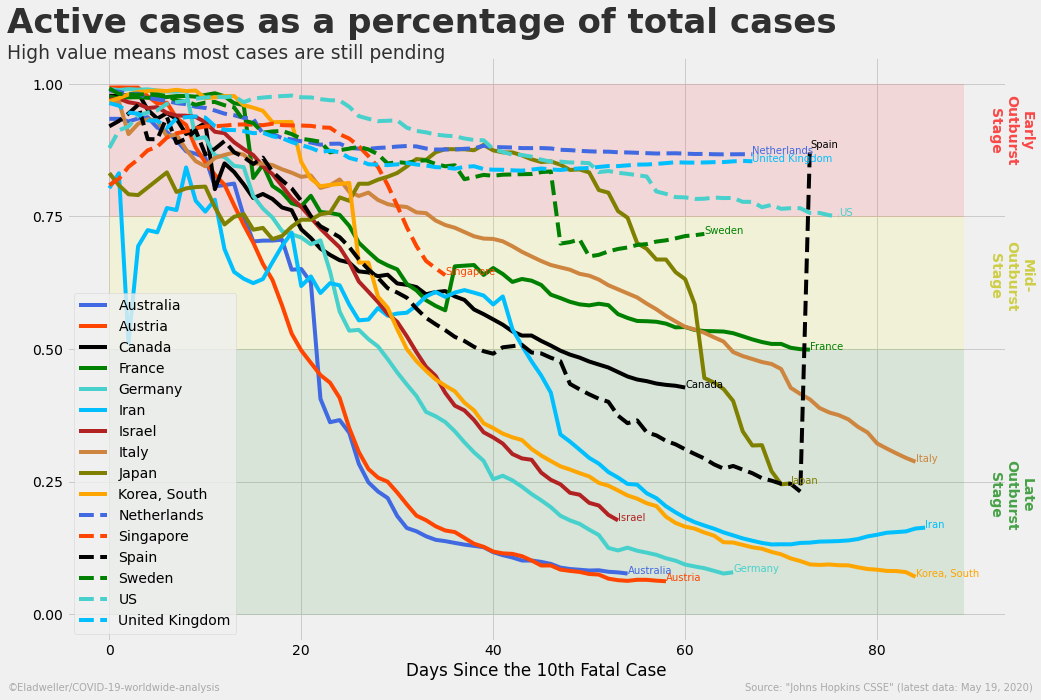 Active cases as a percentage of total cases
High value means most cases are still pending
1.00
0.75
0.50
0.25
0.00
0
20
40
60
80
Days Since the 10th Fatal Case
Early
Outburst
Stage
Mid-
Outburst
Stage
Late
Outburst
Stage
Netherlands
Spain
United Kingdom
US
Sweden
Singapore
France
Canada
Italy
Japan
Israel
Iran
Australia
Austria
Germany
Korea, South
Australia
Austria
Canada
France
Germany
Iran
Israel
Italy
Japan
Korea, South
Netherlands
Singapore
Spain
Sweden
US
United Kingdom
©Eladweller/COVID-19-worldwide-analysis
Source: "Johns Hopkins CSSE" (latest data: May 19, 2020)